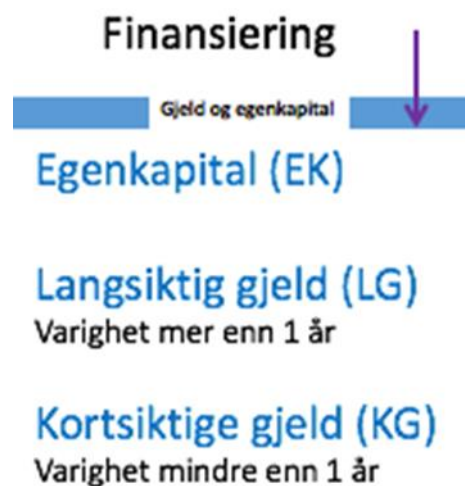 Finansiering
Gjeld og egenkapital
Egenkapital (EK)
Langsiktig gjeld (LG)
Varighet mer enn 1 år
Kortsiktige gjeld (KG)
Varighet mindre enn 1 år